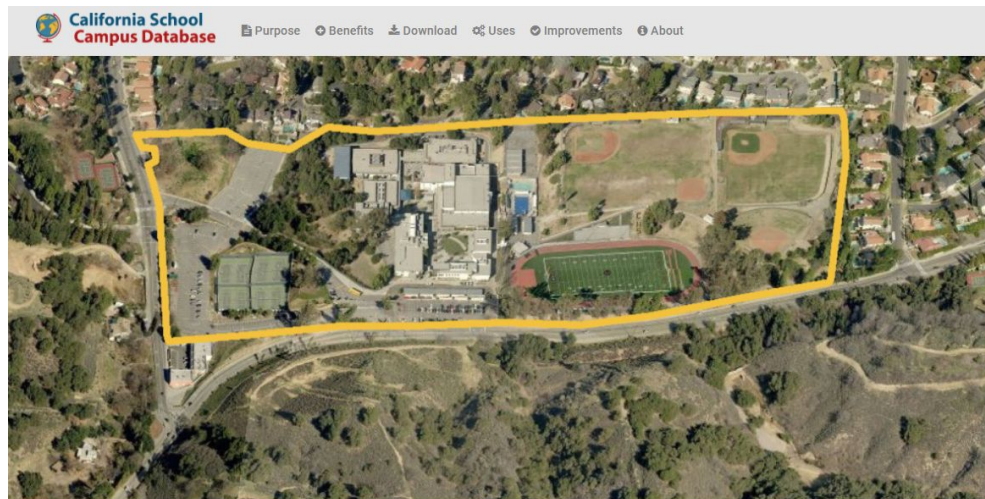 California School
Campus Database
Purpose Benefits Download Uses Improvements About